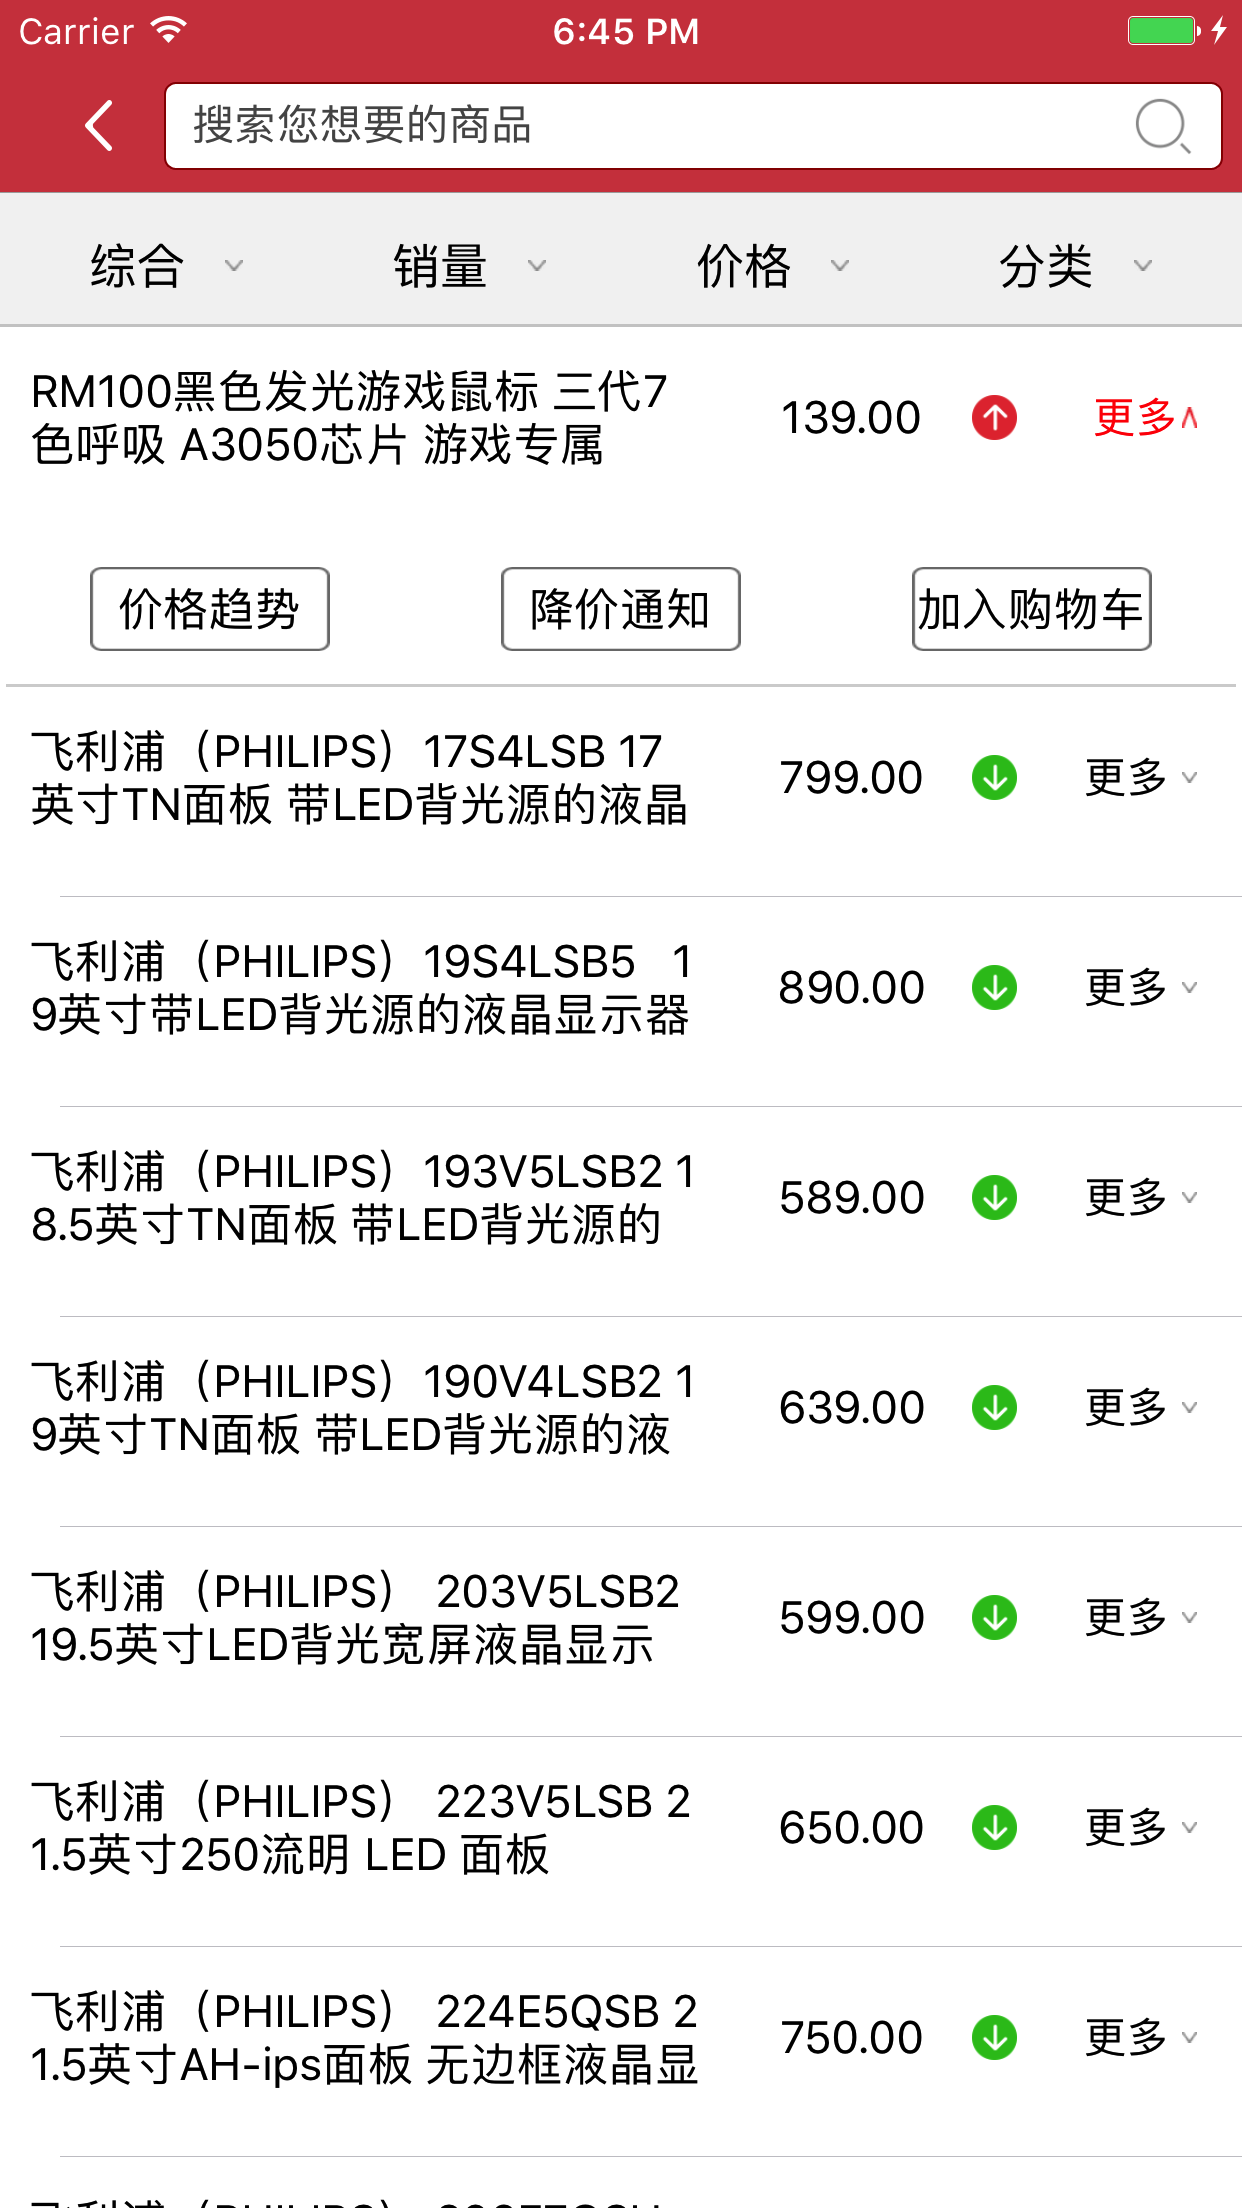 Carrier 6:45 PM
搜索您想要的商品
综合 销量 价格 分类
RM100黑色发光游戏鼠标 三代7
色呼吸 A3050芯片 游戏专属
139.00 更多
价格趋势 降价通知 加入购物车
飞利浦（PHILIPS）17S4LSB 17
英寸TN面板 带LED背光源的液晶
799.00 更多
飞利浦（PHILIPS）19S4LSB5 1
9英寸带LED背光源的液晶显示器
890.00 更多
飞利浦（PHILIPS）193V5LSB2 1
8.5英寸TN面板 带LED背光源的
589.00 更多
飞利浦（PHILIPS）190V4LSB2 1
9英寸TN面板 带LED背光源的液
639.00 更多
飞利浦（PHILIPS） 203V5LSB2
19.5英寸LED背光宽屏液晶显示
599.00 更多
飞利浦（PHILIPS） 223V5LSB 2
1.5英寸250流明 LED 面板
650.00 更多
飞利浦（PHILIPS） 224E5QSB 2
1.5英寸AH-ips面板 无边框液晶显
750.00 更多